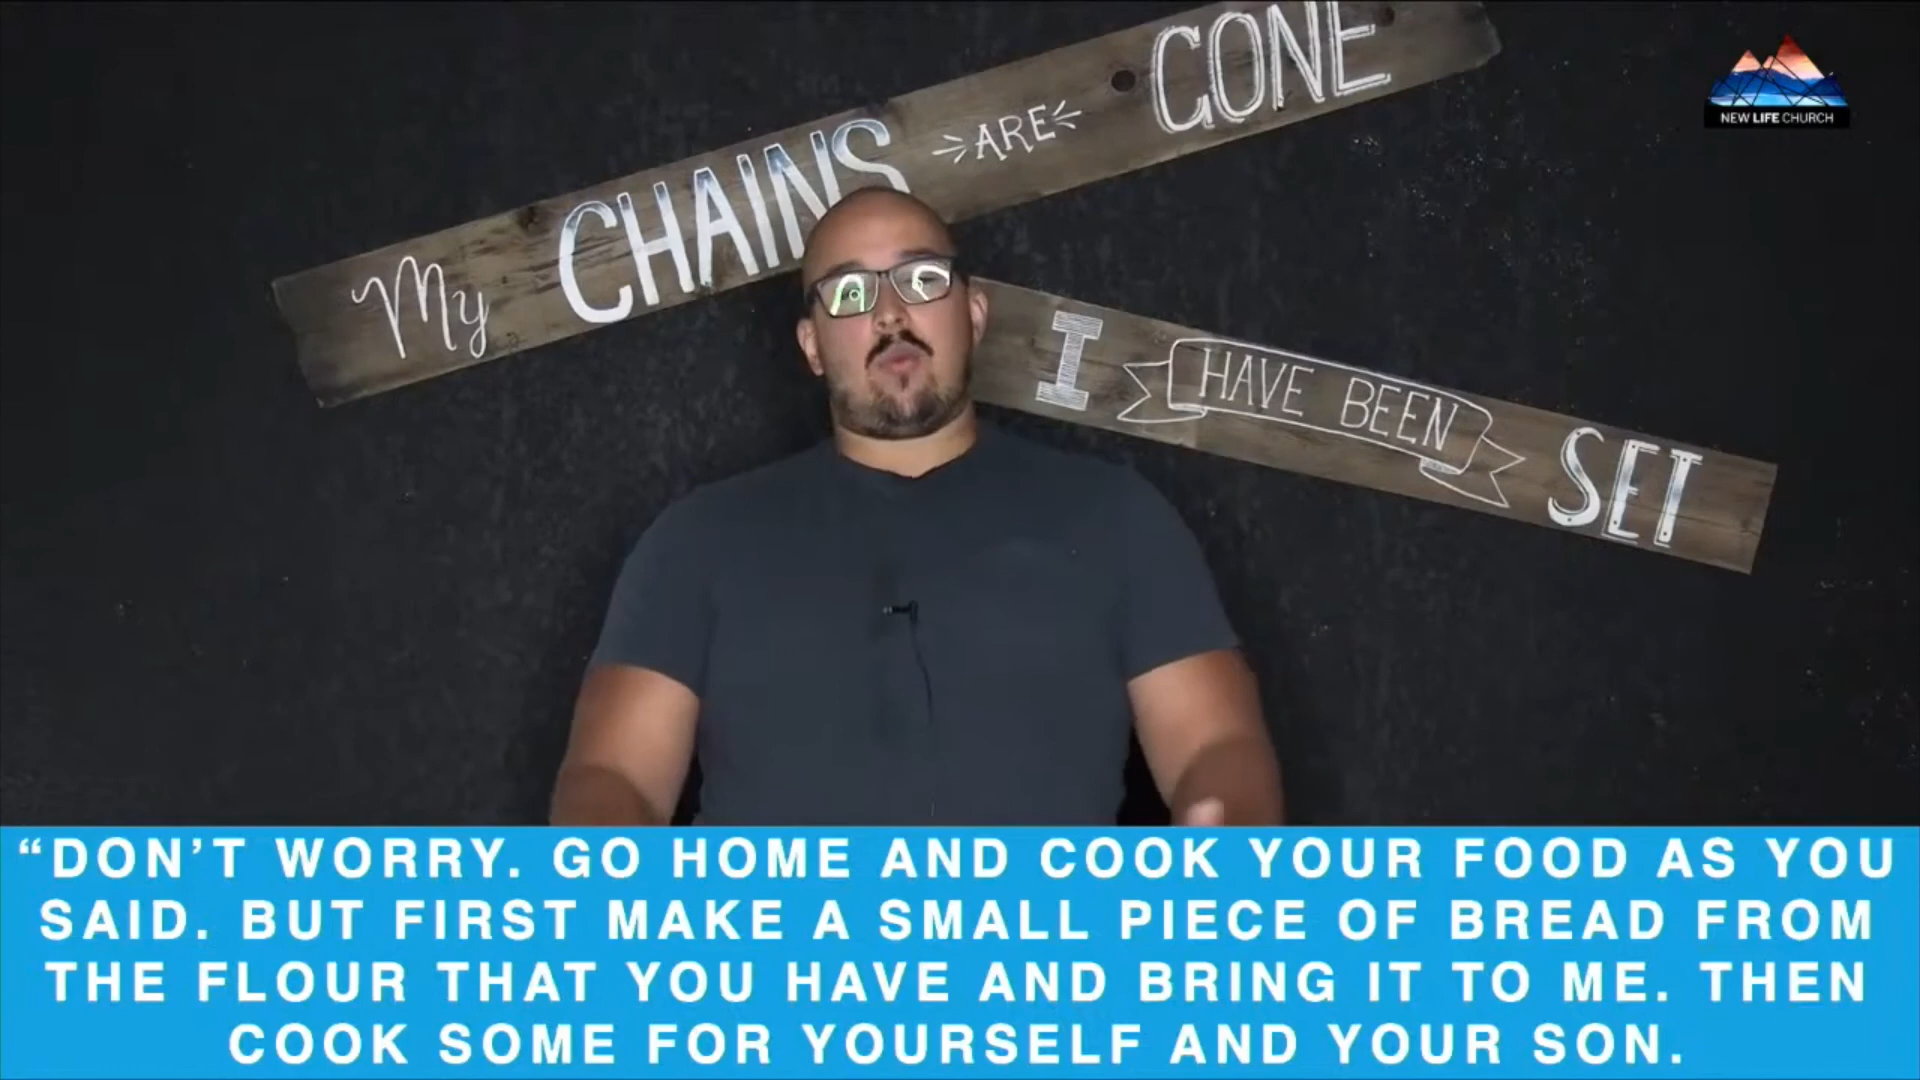 My CHAINS ARE GONE
I HAVE BEEN SET
NEW LIFE CHURCH
“DON’T WORRY. GO HOME AND COOK YOUR FOOD AS YOU
SAID. BUT FIRST MAKE A SMALL PIECE OF BREAD FROM
THE FLOUR THAT YOU HAVE AND BRING IT TO ME. THEN
COOK SOME FOR YOURSELF AND YOUR SON.